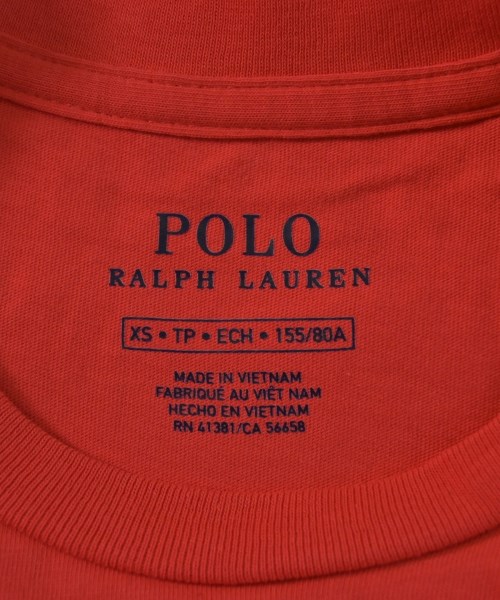 POLO
RALPH LAUREN
XS • TP • ECH • 155/80A
MADE IN VIETNAM
FABRIQUÉ AU VIÊT NAM
HECHO EN VIETNAM
RN 41381/CA 56658